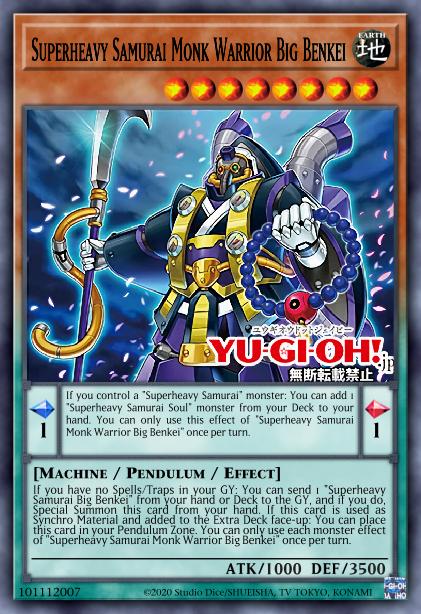 SUPERHEAVY SAMURAI MONK WARRIOR BIG BENKEI
EARTH
地
ユウギオウドットジェイピー
YU-GI-OH!.jp
無断転載禁止
If you control a "Superheavy Samurai" monster: You can add 1
"Superheavy Samurai Soul" monster from your Deck to your
hand. You can only use this effect of "Superheavy Samurai
Monk Warrior Big Benkei" once per turn.
1
1
[MACHINE / PENDULUM / EFFECT]
If you have no Spells/Traps in your GY; You can send 1 "Superheavy
Samurai Big Benkei" from your hand or Deck to the GY, and if you do,
Special Summon this card from your hand. If this card is used as
Synchro Material and added to the Extra Deck face-up: You can place
this card in your Pendulum Zone. You can only use each monster effect
of "Superheavy Samurai Monk Warrior Big Benkei" once per turn.
ATK/1000 DEF/3500
101112007
©2020 Studio Dice/SHUEISHA, TV TOKYO, KONAMI